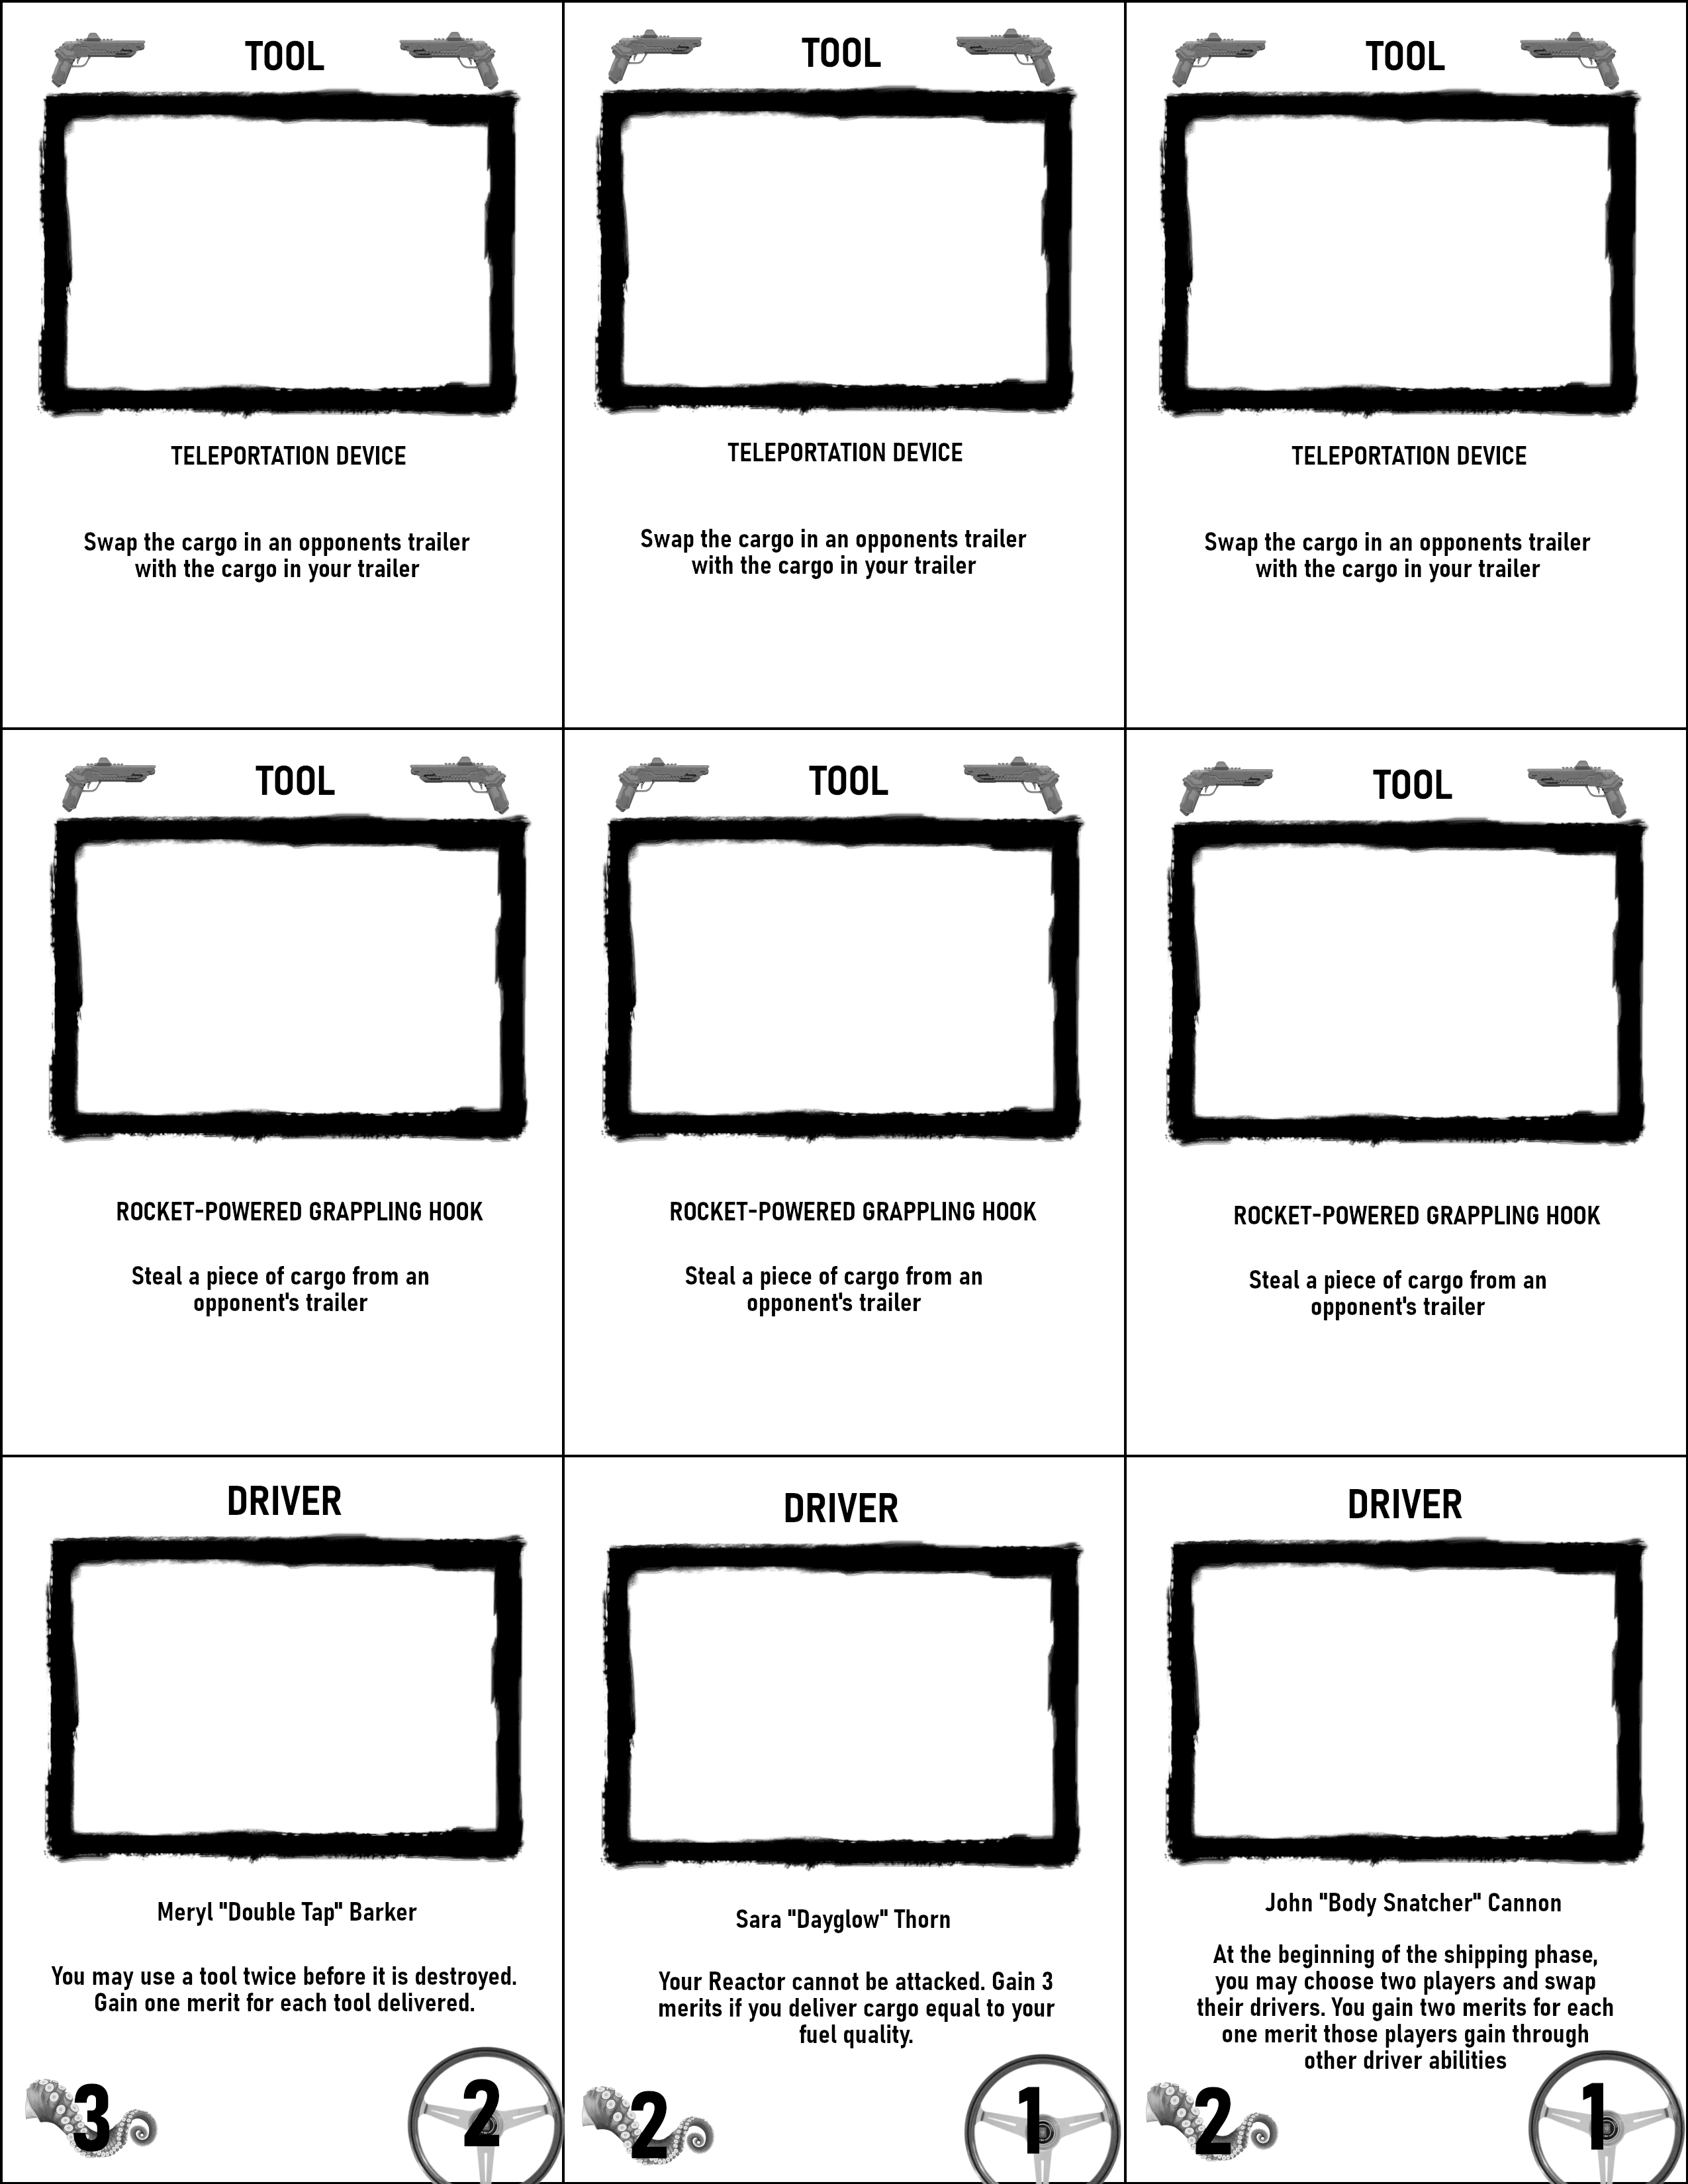 TOOL
TELEPORTATION DEVICE
Swap the cargo in an opponents trailer
with the cargo in your trailer
TOOL
TELEPORTATION DEVICE
Swap the cargo in an opponents trailer
with the cargo in your trailer
TOOL
TELEPORTATION DEVICE
Swap the cargo in an opponents trailer
with the cargo in your trailer
TOOL
ROCKET-POWERED GRAPPLING HOOK
Steal a piece of cargo from an
opponent's trailer
TOOL
ROCKET-POWERED GRAPPLING HOOK
Steal a piece of cargo from an
opponent's trailer
TOOL
ROCKET-POWERED GRAPPLING HOOK
Steal a piece of cargo from an
opponent's trailer
DRIVER
Meryl "Double Tap" Barker
You may use a tool twice before it is destroyed.
Gain one merit for each tool delivered.
3
2
DRIVER
Sara "Dayglow" Thorn
Your Reactor cannot be attacked. Gain 3
merits if you deliver cargo equal to your
fuel quality.
2
1
DRIVER
John "Body Snatcher" Cannon
At the beginning of the shipping phase,
you may choose two players and swap
their drivers. You gain two merits for each
one merit those players gain through
other driver abilities
2
1